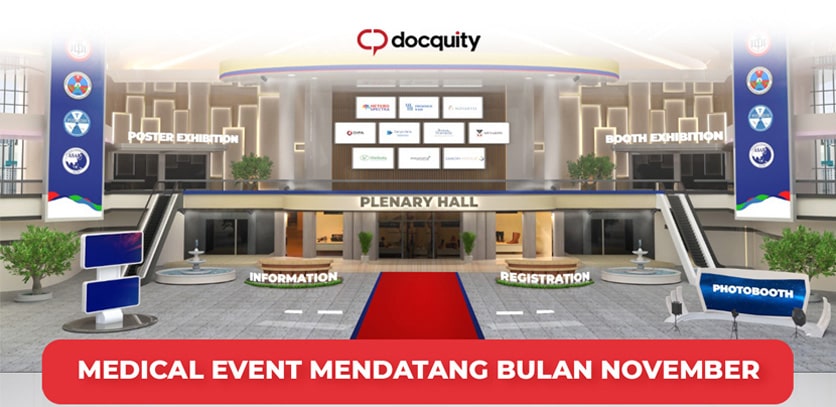 docquity
POSTER EXHIBITION
BOOTH EXHIBITION
PLENARY HALL
INFORMATION
REGISTRATION
PHOTOBOOTH
MEDICAL EVENT MENDATANG BULAN NOVEMBER